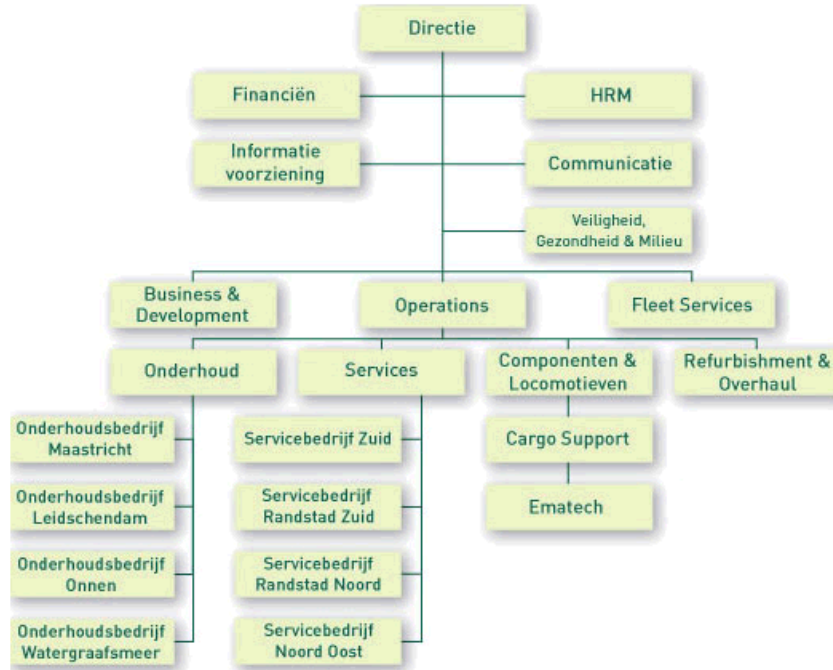 Directie
Financiën
HRM
Informatie
voorziening
Communicatie
Veiligheid,
Gezondheid & Milieu
Business &
Development
Operations
Fleet Services
Onderhoud
Services
Componenten &
Locomotieven
Refurbishment &
Overhaul
Onderhoudsbedrijf
Maastricht
Servicebedrijf Zuid
Cargo Support
Onderhoudsbedrijf
Leidschendam
Servicebedrijf
Randstad Zuid
Ematech
Onderhoudsbedrijf
Onnen
Servicebedrijf
Randstad Noord
Onderhoudsbedrijf
Watergraafsmeer
Servicebedrijf
Noord Oost